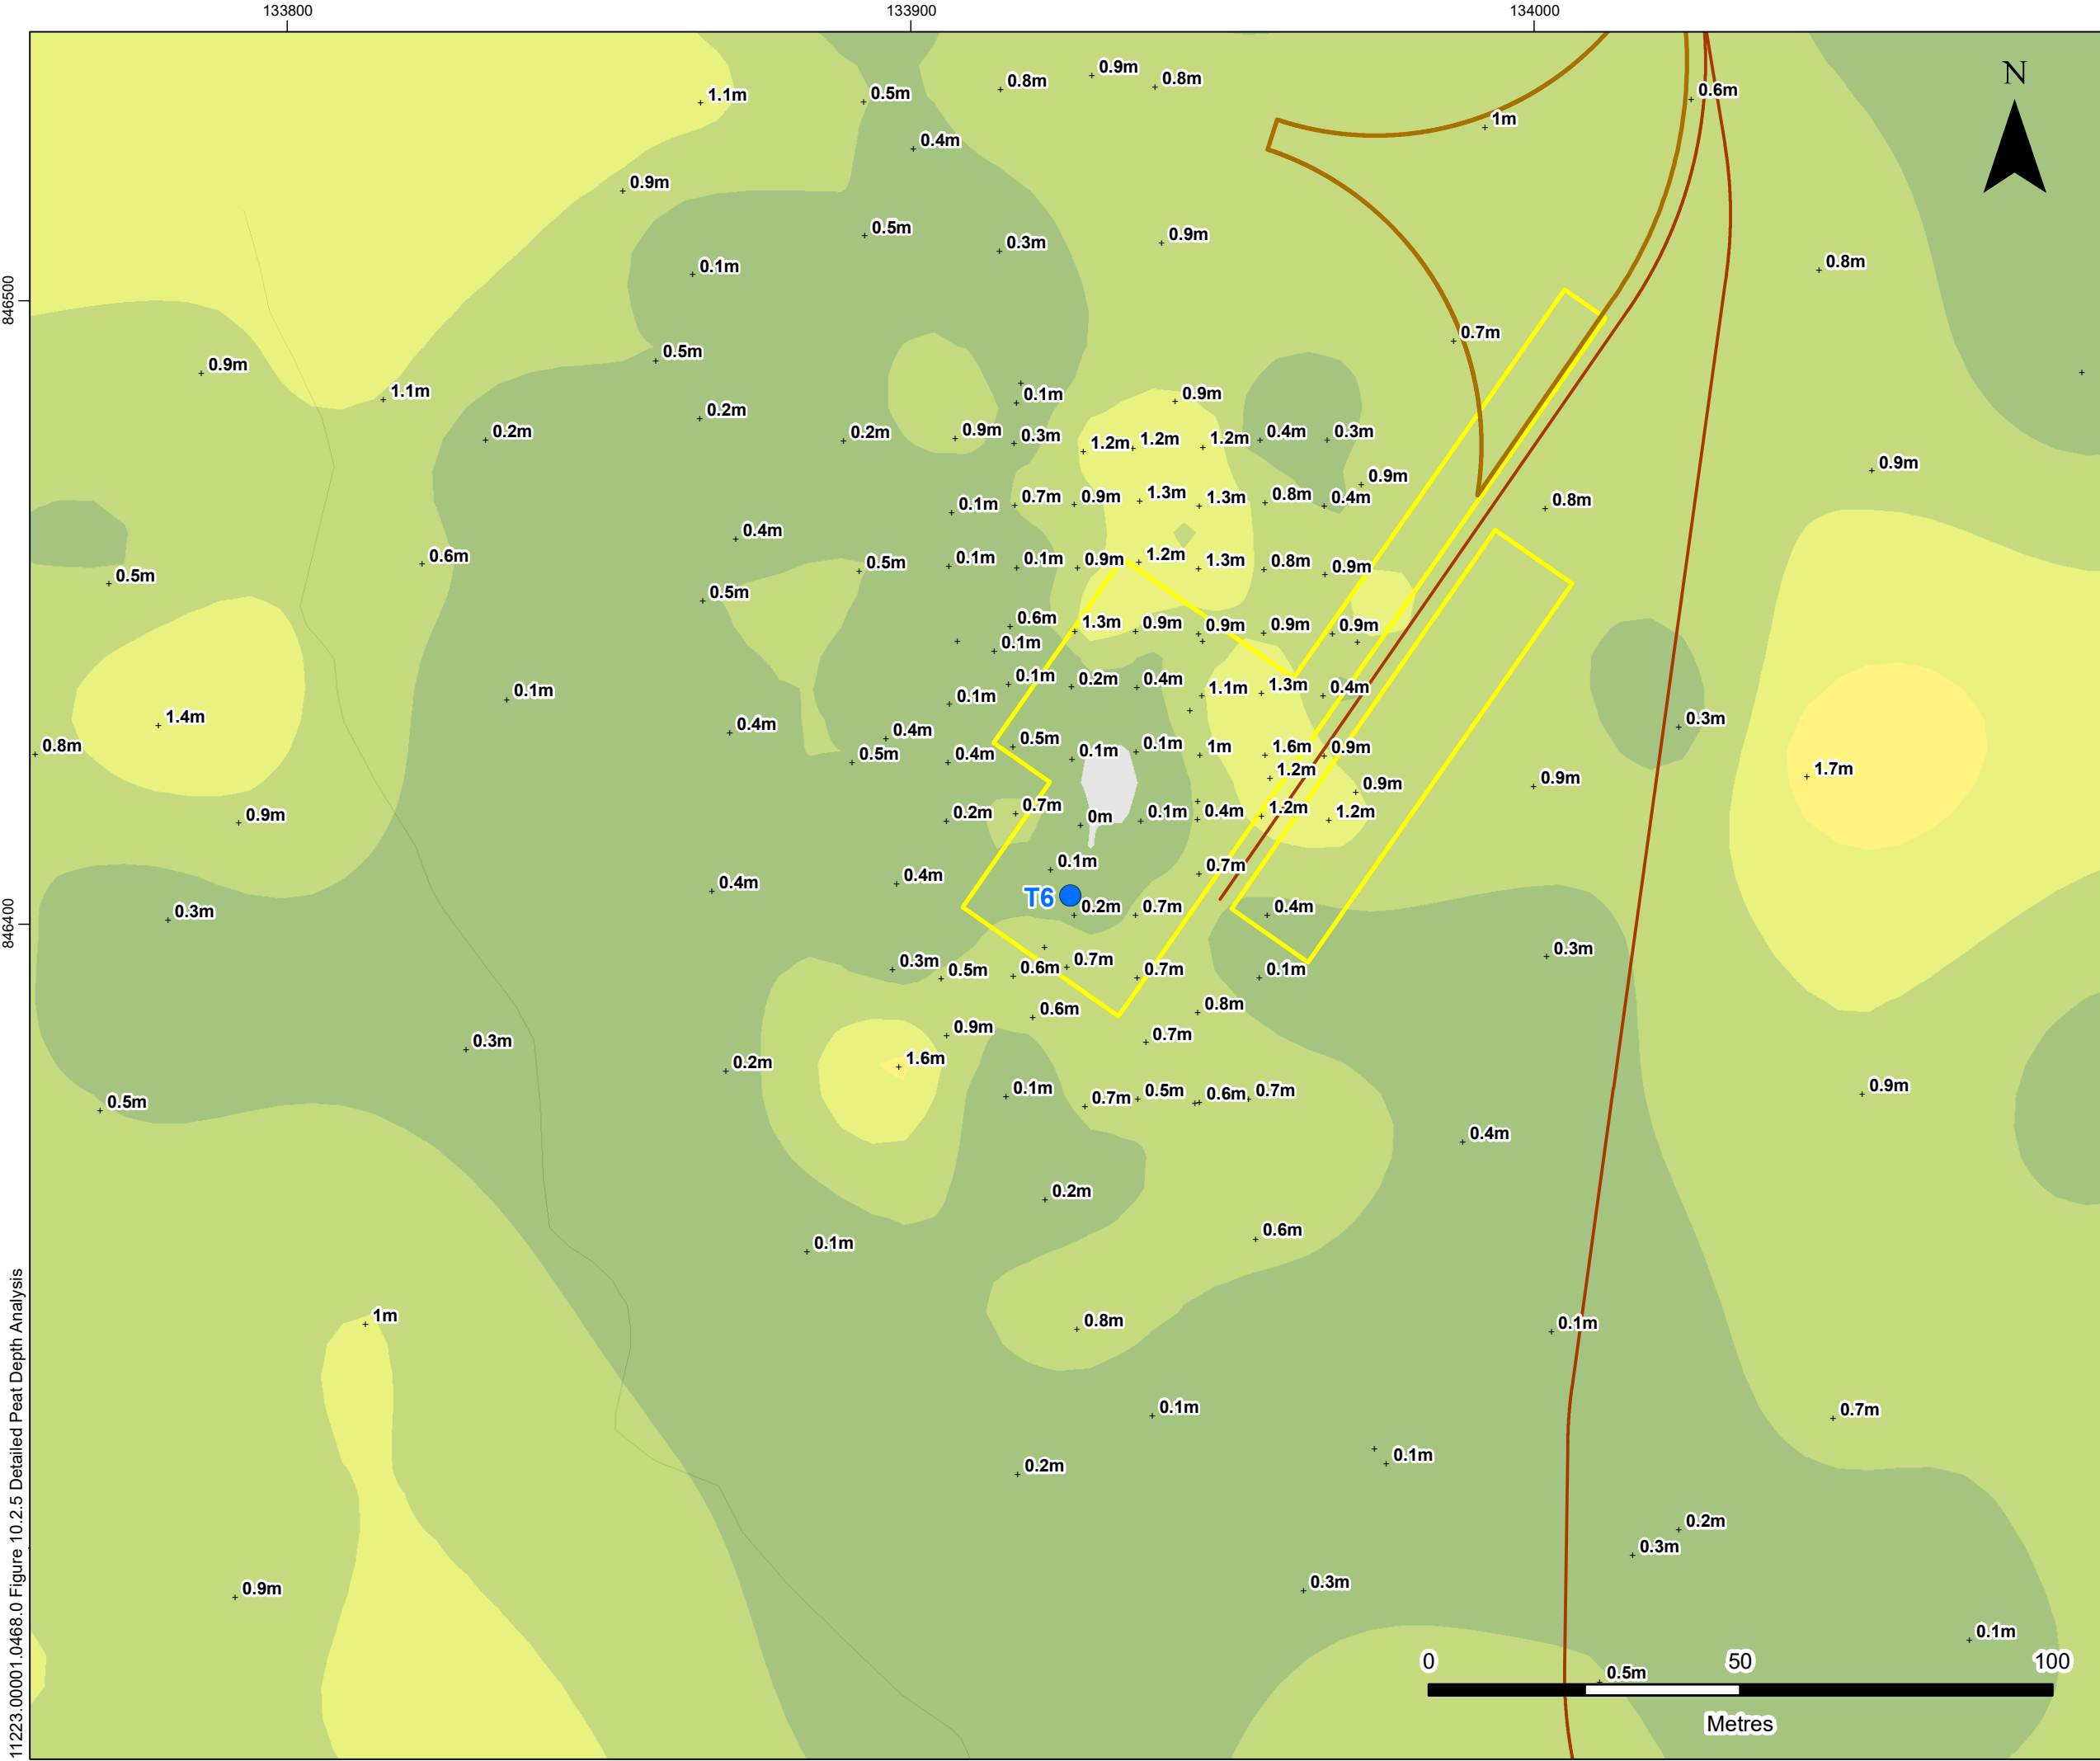 133800 133900 134000
N
0.9m
0.8m 0.8m
1.1m 0.5m 0.6m
1m
0.4m
0.9m
0.5m 0.9m
0.3m
0.1m 0.8m
846500
0.7m
0.5m
0.9m
1.1m 0.1m 0.9m
0.2m
0.2m 0.2m 0.9m 0.3m 1.2m 1.2m 1.2m 0.4m 0.3m
0.9m 0.9m
0.1m 0.7m 0.9m 1.3m 1.3m 0.8m 0.4m 0.8m
0.4m
0.6m 0.5m 0.1m 0.1m 0.9m 1.2m 1.3m 0.8m 0.9m
0.5m
0.5m
0.6m 1.3m 0.9m 0.9m 0.9m 0.9m
0.1m
0.1m 0.1m 0.1m 0.2m 0.4m 1.1m 1.3m 0.4m
1.4m 0.4m 0.4m 0.3m
0.8m 0.5m 0.4m 0.5m 0.1m 0.1m 1m 1.6m 0.9m
1.2m 0.9m 0.9m 1.7m
0.9m 0.2m 0.7m 0m 0.1m 0.4m 1.2m 1.2m
0.1m 0.7m
0.4m 0.4m
T6
0.3m 0.2m 0.7m 0.4m
846400
0.3m
0.3m 0.5m 0.6m 0.7m 0.7m 0.1m
0.6m 0.8m
0.3m 0.9m 0.7m
0.2m 1.6m
0.5m 0.1m 0.7m 0.5m 0.6m 0.7m 0.9m
0.4m
0.2m
0.1m 0.6m
1m 0.8m 0.1m
0.1m 0.7m
0.2m 0.1m
0.2m
0.3m
0.9m 0.3m
0.1m
0 50 100
0.5m
Metres
11223.00001.0468.0 Figure 10.2.5 Detailed Peat Depth Analysis